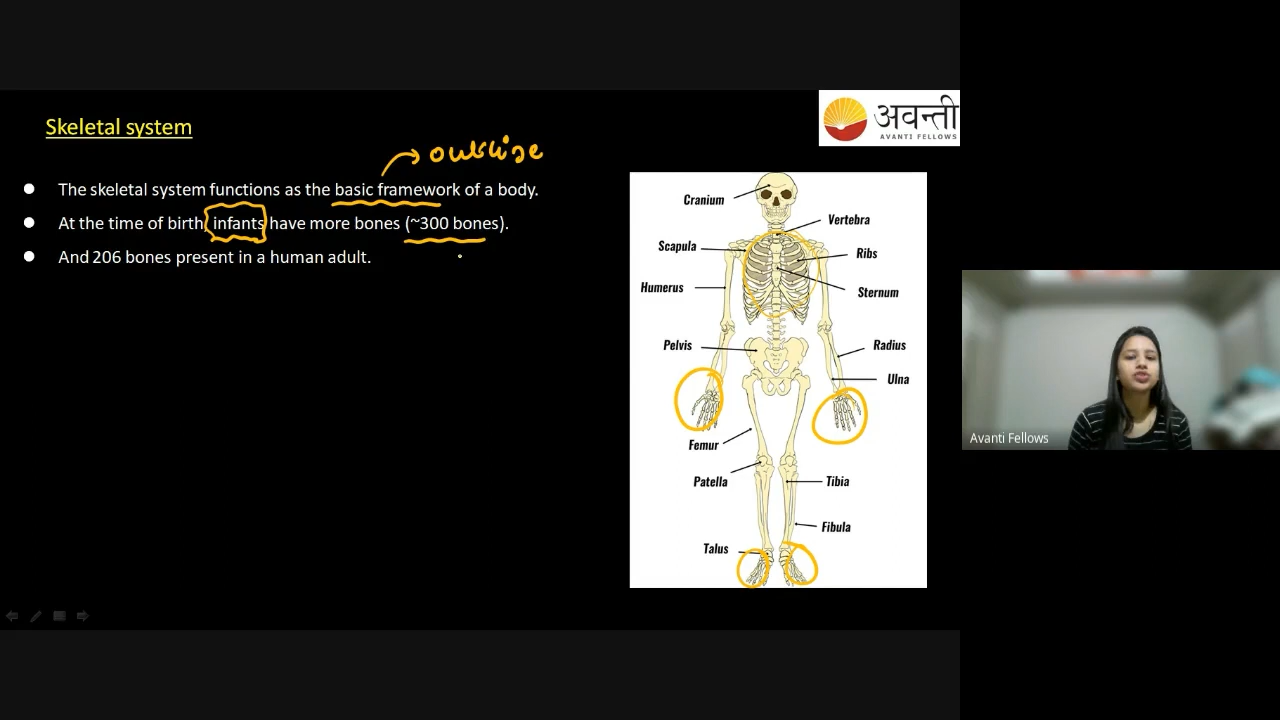 Skeletal system
अवन्ती
AVANTI FELLOWS
outline
The skeletal system functions as the basic framework of a body.
At the time of birth, infants have more bones (~300 bones).
And 206 bones present in a human adult.
Cranium
Vertebra
Scapula
Ribs
Humerus
Sternum
Pelvis
Radius
Ulna
Femur
Patella
Tibia
Fibula
Talus
Avanti Fellows